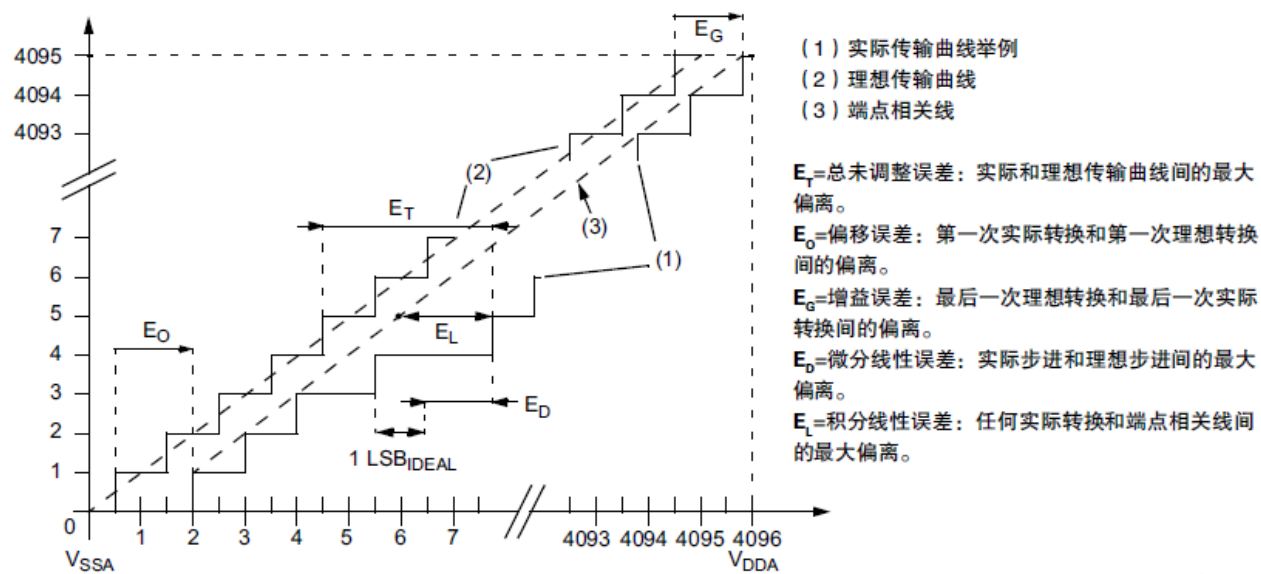 E_G
4095
4094
4093
(2)
E_T
(3)
(1)
7
6
5
4
3
2
1
0
E_O
E_L
E_D
1 LSB_IDEAL
1 2 3 4 5 6 7 4093 4094 4095 4096
V_SSA V_DDA
(1)实际传输曲线举例
(2)理想传输曲线
(3)端点相关线
E_T=总未调整误差:实际和理想传输曲线间的最大
偏离。
E_o=偏移误差:第一次实际转换和第一次理想转换
间的偏离。
E_G=增益误差:最后一次理想转换和最后一次实际
转换间的偏离。
E_D=微分线性误差:实际步进和理想步进间的最大
偏离。
E_L=积分线性误差:任何实际转换和端点相关线间
的最大偏离。